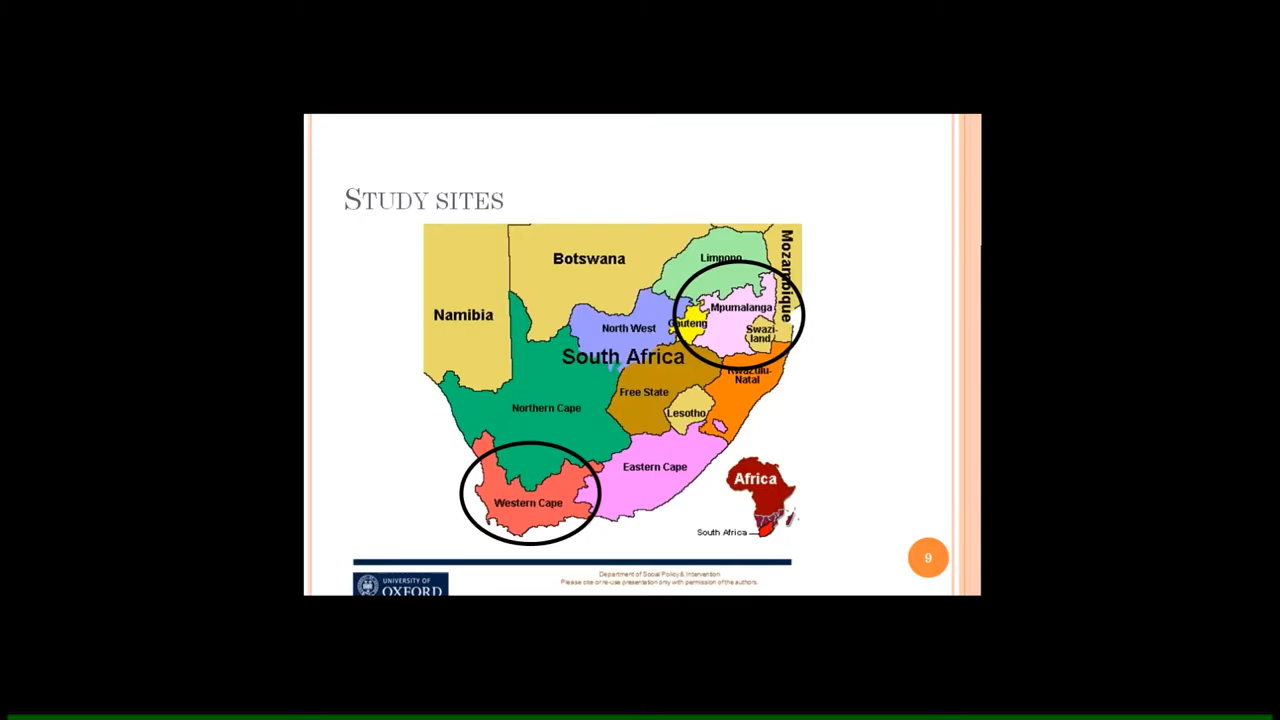 STUDY SITES
Botswana
Namibia
Mozambique
Limpopo
Mpumalanga
Gauteng
North West
Swazi-
land
South Africa
Kwazulu-
Natal
Free State
Northern Cape
Lesotho
Eastern Cape
Africa
Western Cape
South Africa
9
Department of Social Policy & Intervention
Please cite or re-use presentation only with permission of the authors.
UNIVERSITY OF
OXFORD